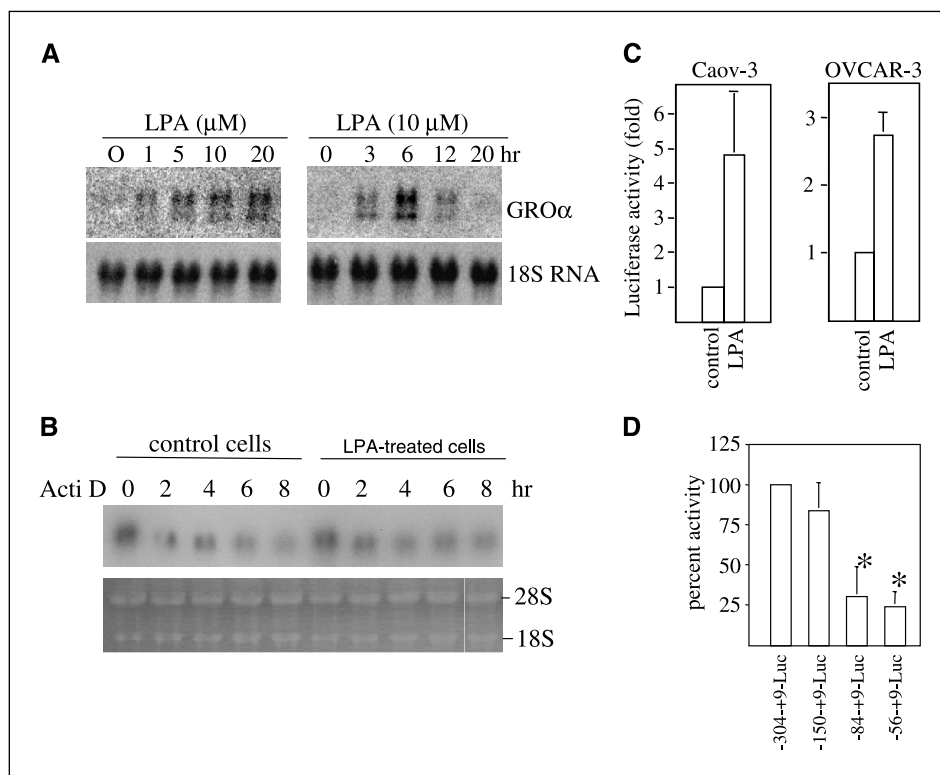 A
LPA (μM)
O 1 5 10 20
LPA (10 μM)
0 3 6 12 20 hr
GROα
18S RNA
B
control cells
LPA-treated cells
Acti D 0 2 4 6 8 0 2 4 6 8 hr
28S
18S
C
Caov-3
Luciferase activity (fold)
6
5
4
3
2
1
control
LPA
OVCAR-3
3
2
1
control
LPA
D
percent activity
125
100
75
50
25
* *
-304-+9-Luc
-150-+9-Luc
-84-+9-Luc
-56-+9-Luc